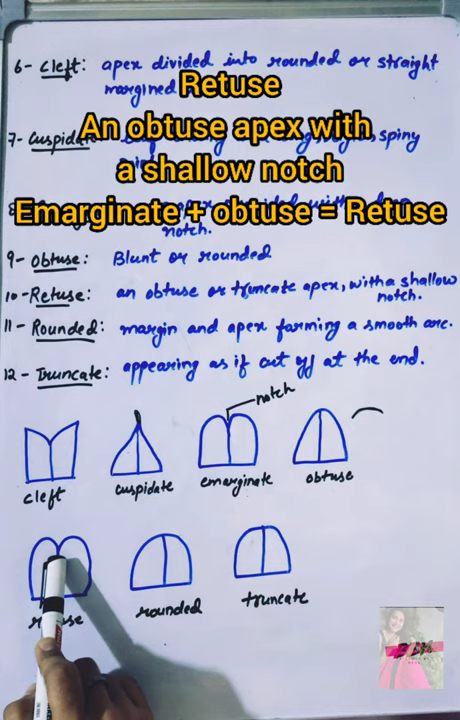 6- Cleft: apex divided into rounded or straight
margined
Retuse
An obtuse apex with
a shallow notch
Emarginate + obtuse = Retuse
7- Cuspidate
spiny
notch.
9- Obtuse: Blunt or rounded
10- Retuse: an obtuse or truncate apex, with a shallow
notch.
11- Rounded: margin and apex forming a smooth arc.
12- Truncate: appearing as if cut off at the end.
notch
cleft cuspidate emarginate obtuse
rounded truncate